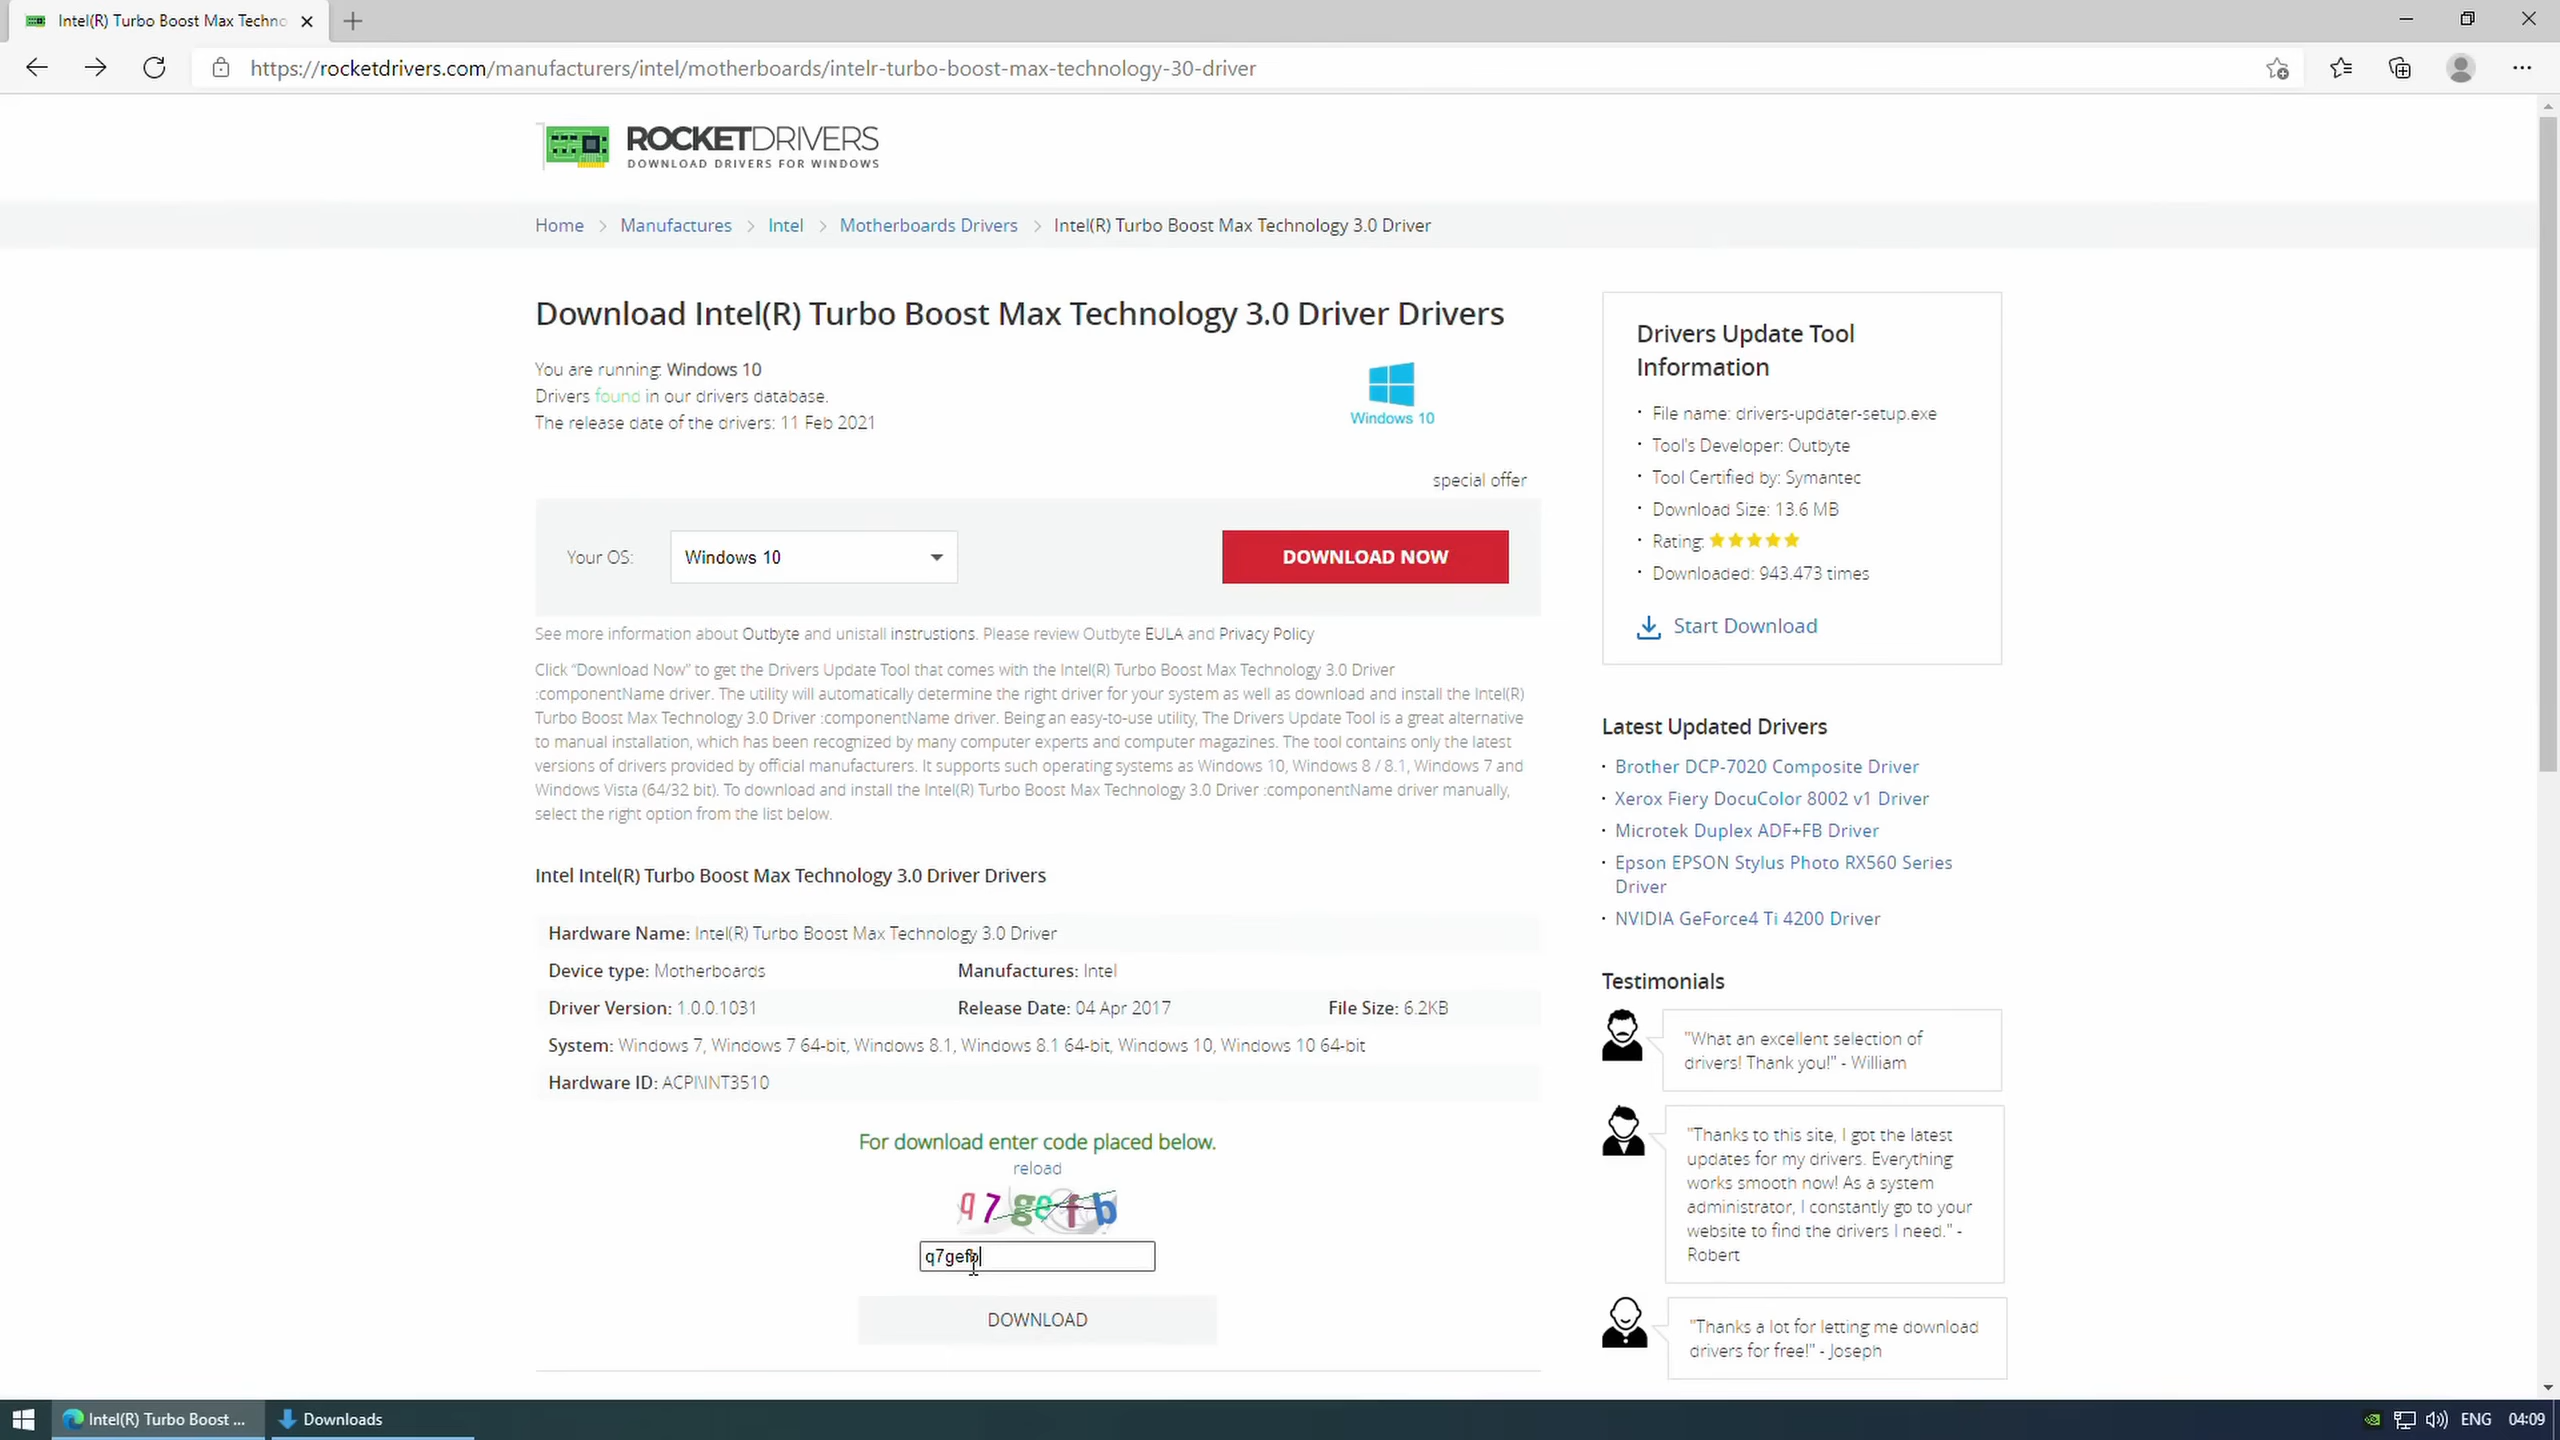 Intel(R) Turbo Boost Max Techno
https://rocketdrivers.com/manufacturers/intel/motherboards/intelr-turbo-boost-max-technology-30-driver
ROCKETDRIVERS
DOWNLOAD DRIVERS FOR WINDOWS
Home > Manufactures > Intel > Motherboards Drivers > Intel(R) Turbo Boost Max Technology 3.0 Driver
Download Intel(R) Turbo Boost Max Technology 3.0 Driver Drivers
You are running: Windows 10
Drivers found in our drivers database.
The release date of the drivers: 11 Feb 2021
Windows 10
special offer
Your OS: Windows 10
DOWNLOAD NOW
See more information about Outbyte and unistall instructions. Please review Outbyte EULA and Privacy Policy
Click “Download Now” to get the Drivers Update Tool that comes with the Intel(R) Turbo Boost Max Technology 3.0 Driver
:componentName driver. The utility will automatically determine the right driver for your system as well as download and install the Intel(R)
Turbo Boost Max Technology 3.0 Driver :componentName driver. Being an easy-to-use utility, The Drivers Update Tool is a great alternative
to manual installation, which has been recognized by many computer experts and computer magazines. The tool contains only the latest
versions of drivers provided by official manufacturers. It supports such operating systems as Windows 10, Windows 8 / 8.1, Windows 7 and
Windows Vista (64/32 bit). To download and install the Intel(R) Turbo Boost Max Technology 3.0 Driver :componentName driver manually,
select the right option from the list below.
Intel Intel(R) Turbo Boost Max Technology 3.0 Driver Drivers
Hardware Name: Intel(R) Turbo Boost Max Technology 3.0 Driver
Device type: Motherboards Manufactures: Intel
Driver Version: 1.0.0.1031 Release Date: 04 Apr 2017 File Size: 6.2KB
System: Windows 7, Windows 7 64-bit, Windows 8.1, Windows 8.1 64-bit, Windows 10, Windows 10 64-bit
Hardware ID: ACPI\INT3510
For download enter code placed below.
reload
q7gefb
q7gefb
DOWNLOAD
Drivers Update Tool
Information
· File name: drivers-updater-setup.exe
· Tool's Developer: Outbyte
· Tool Certified by: Symantec
· Download Size: 13.6 MB
· Rating:
· Downloaded: 943.473 times
Start Download
Latest Updated Drivers
· Brother DCP-7020 Composite Driver
· Xerox Fiery DocuColor 8002 v1 Driver
· Microtek Duplex ADF+FB Driver
· Epson EPSON Stylus Photo RX560 Series
Driver
· NVIDIA GeForce4 Ti 4200 Driver
Testimonials
"What an excellent selection of
drivers! Thank you!" - William
"Thanks to this site, I got the latest
updates for my drivers. Everything
works smooth now! As a system
administrator, I constantly go to your
website to find the drivers I need." -
Robert
"Thanks a lot for letting me download
drivers for free!" - Joseph
Intel(R) Turbo Boost ...
Downloads
ENG
04:09